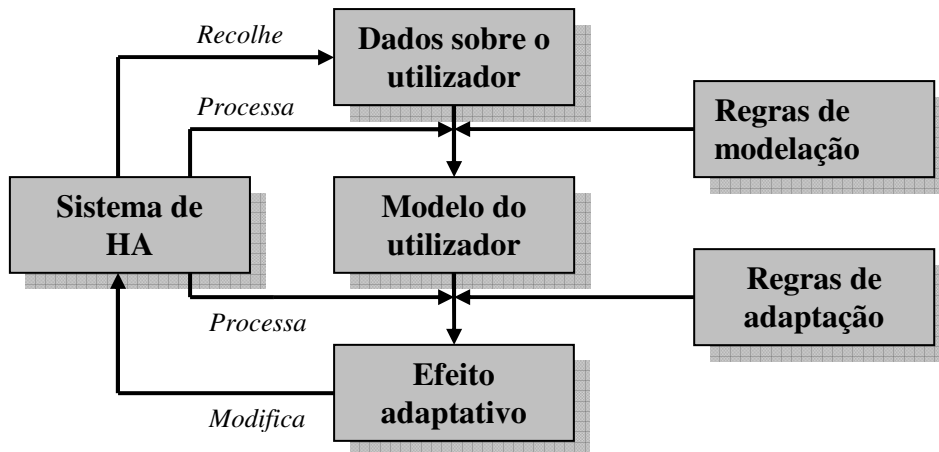 Recolhe
Dados sobre o
utilizador
Processa
Regras de
modelação
Sistema de
HA
Modelo do
utilizador
Regras de
adaptação
Processa
Efeito
adaptativo
Modifica